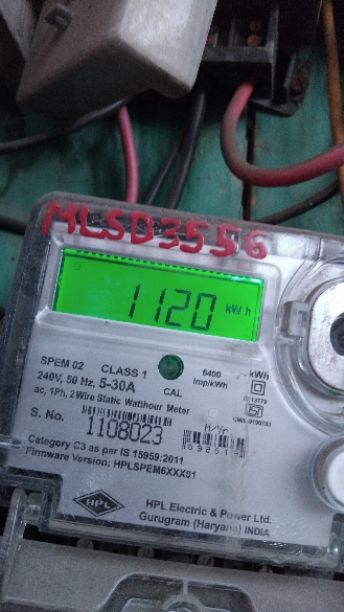 MLSD3556
1120 kWh
SPEM 02 CLASS 1 6400 kWh
240V, 50 Hz, 5-30A CAL imp/kWh
ac, 1Ph, 2 Wire Static Watthour Meter
S. No. 1108023 M/Yr
Category C3 as per IS 15959:2011
Firmware Version: HPLSPEM6XXX01
HPL
HPL Electric & Power Ltd.
Gurugram (Haryana) INDIA